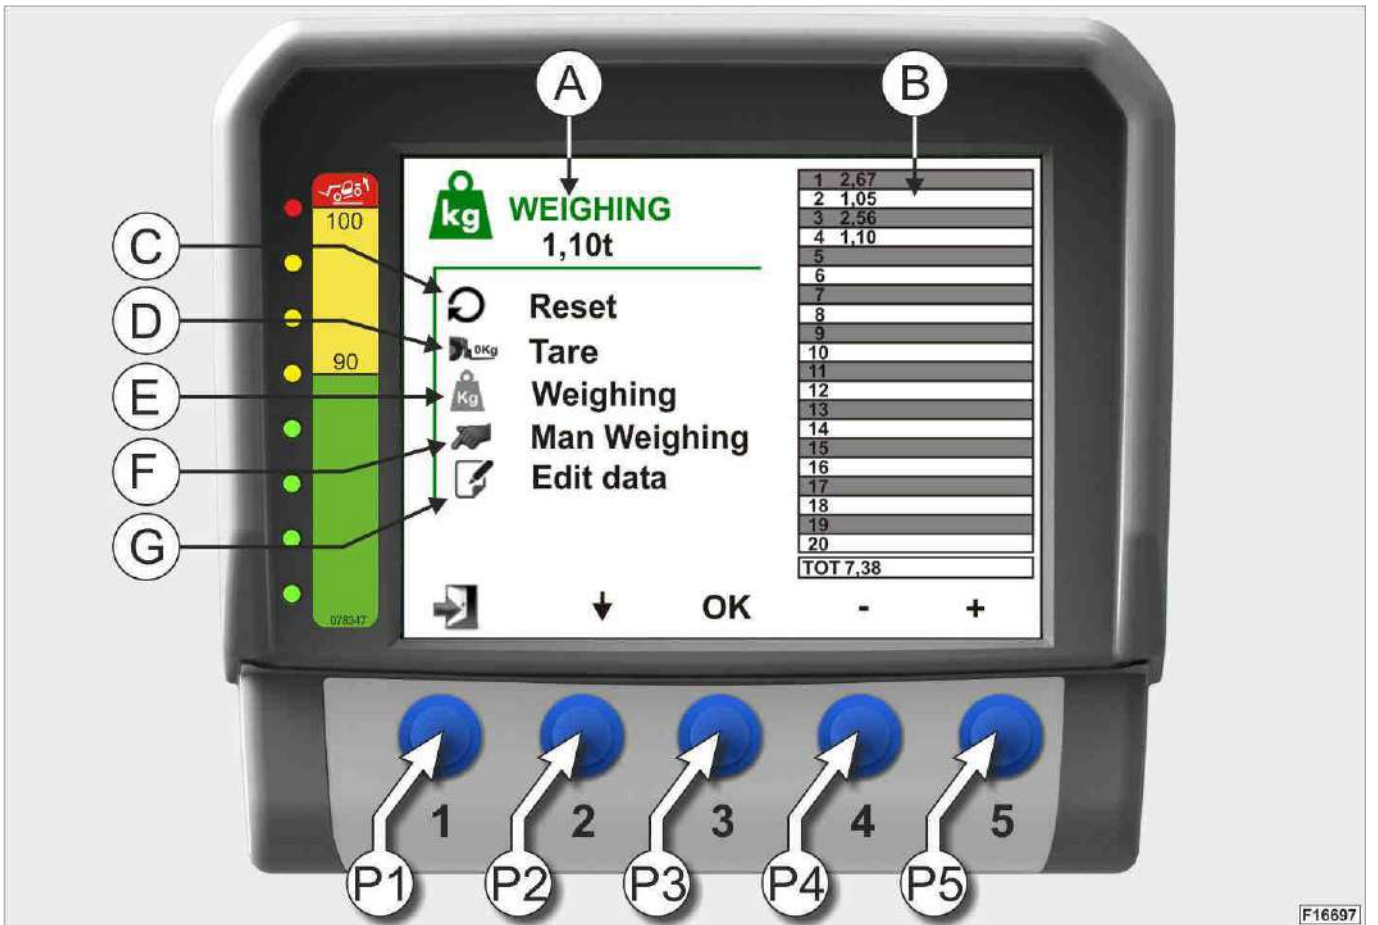 A
B
C
D
E
F
G
100
90
078347
kg
WEIGHING
1,10t
Reset
0Kg
Tare
Kg
Weighing
Man Weighing
Edit data
1 2,67
2 1,05
3 2,56
4 1,10
5
6
7
8
9
10
11
12
13
14
15
16
17
18
19
20
TOT 7,38
OK
-
+
1
2
3
4
5
P1
P2
P3
P4
P5
F16697